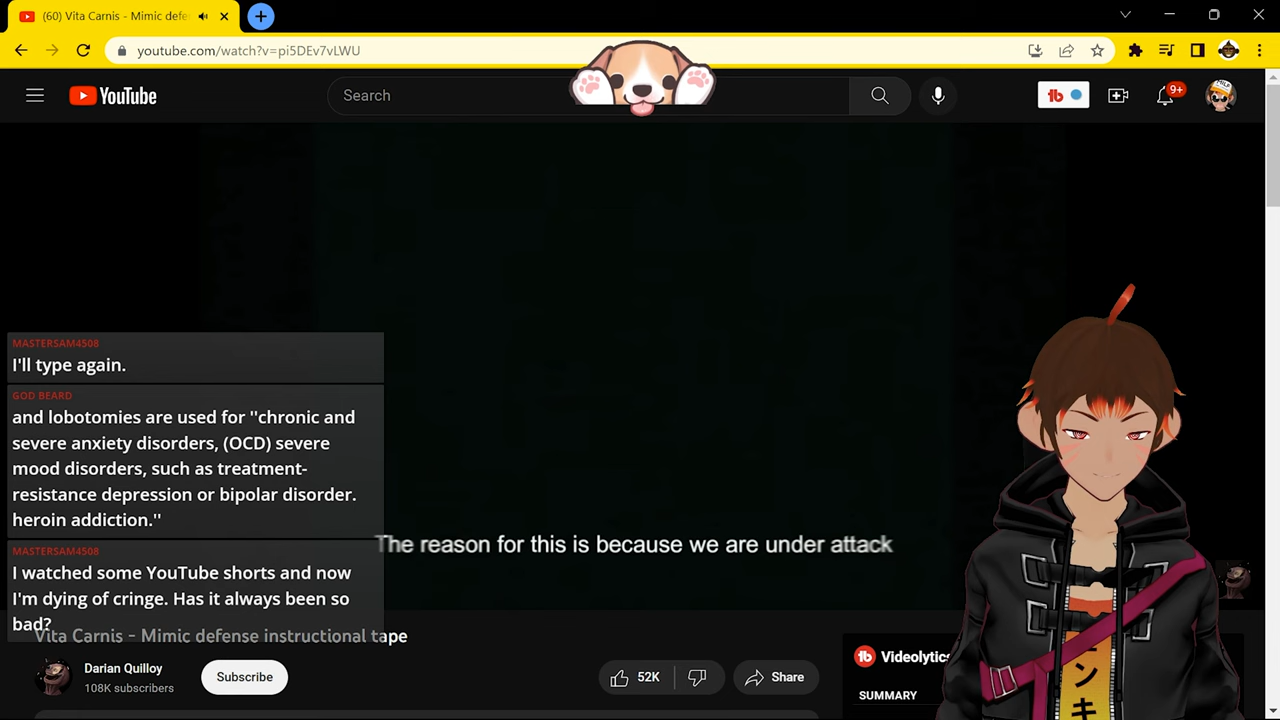 (60) Vita Carnis - Mimic defe
youtube.com/watch?v=pi5DEv7vLWU
YouTube
Search
9+
MASTERSAM4508
I'll type again.
GOD BEARD
and lobotomies are used for "chronic and
severe anxiety disorders, (OCD) severe
mood disorders, such as treatment-
resistance depression or bipolar disorder.
heroin addiction."
MASTERSAM4508
I watched some YouTube shorts and now
I'm dying of cringe. Has it always been so
bad?
The reason for this is because we are under attack
Vita Carnis - Mimic defense instructional tape
Darian Quilloy
108K subscribers
Subscribe
52K
Share
tb Videolytics
SUMMARY
ンキ